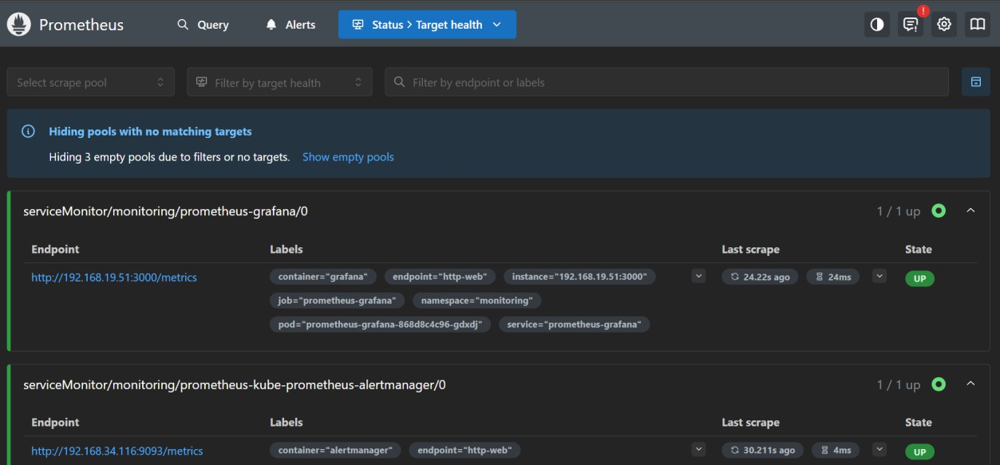 Prometheus Query Alerts Status > Target health !
Select scrape pool Filter by target health Filter by endpoint or labels
Hiding pools with no matching targets
Hiding 3 empty pools due to filters or no targets. Show empty pools
serviceMonitor/monitoring/prometheus-grafana/0 1 / 1 up
Endpoint Labels Last scrape State
http://192.168.19.51:3000/metrics container="grafana" endpoint="http-web" instance="192.168.19.51:3000" 24.22s ago 24ms UP
job="prometheus-grafana" namespace="monitoring"
pod="prometheus-grafana-868d8c4c96-gdxdj" service="prometheus-grafana"
serviceMonitor/monitoring/prometheus-kube-prometheus-alertmanager/0 1 / 1 up
Endpoint Labels Last scrape State
http://192.168.34.116:9093/metrics container="alertmanager" endpoint="http-web" 30.211s ago 4ms UP